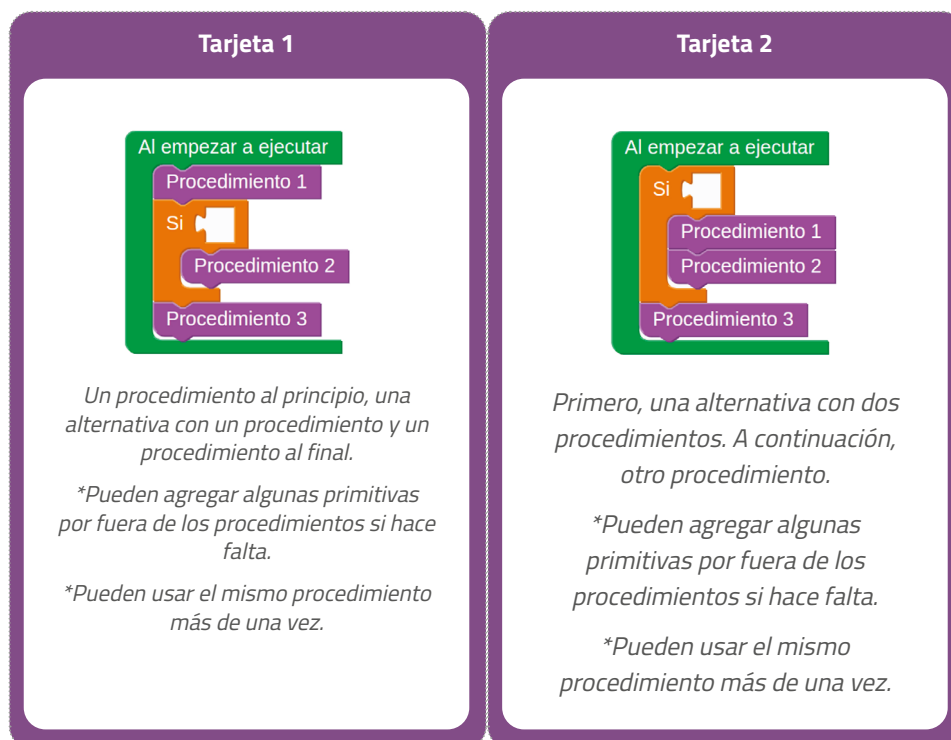 Tarjeta 1
Al empezar a ejecutar
Procedimiento 1
Si
Procedimiento 2
Procedimiento 3
Un procedimiento al principio, una
alternativa con un procedimiento y un
procedimiento al final.
*Pueden agregar algunas primitivas
por fuera de los procedimientos si hace
falta.
*Pueden usar el mismo procedimiento
más de una vez.
Tarjeta 2
Al empezar a ejecutar
Si
Procedimiento 1
Procedimiento 2
Procedimiento 3
Primero, una alternativa con dos
procedimientos. A continuación,
otro procedimiento.
*Pueden agregar algunas
primitivas por fuera de los
procedimientos si hace falta.
*Pueden usar el mismo
procedimiento más de una vez.